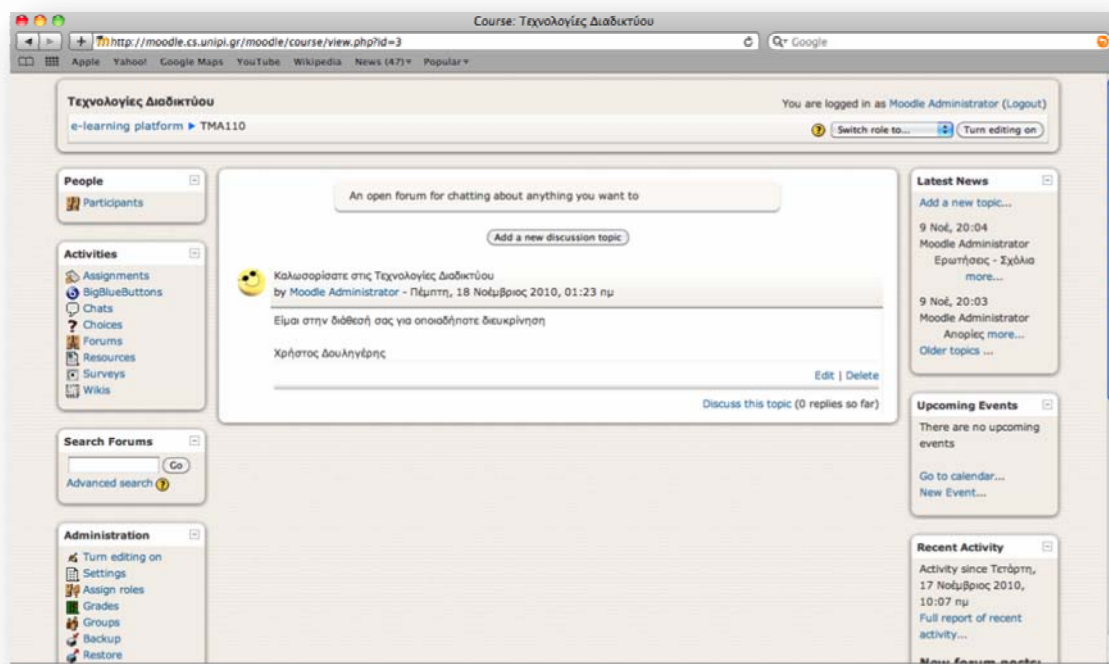 Course: Τεχνολογίες Διαδικτύου
http://moodle.cs.unipi.gr/moodle/course/view.php?id=3
Google
Apple Yahoo! Google Maps YouTube Wikipedia News (47) Popular
Τεχνολογίες Διαδικτύου
You are logged in as Moodle Administrator (Logout)
e-learning platform ► TMA110
Switch role to...
Turn editing on
People
Participants
Activities
Assignments
BigBlueButtons
Chats
Choices
Forums
Resources
Surveys
Wikis
Search Forums
Go
Advanced search
Administration
Turn editing on
Settings
Assign roles
Grades
Groups
Backup
Restore
An open forum for chatting about anything you want to
Add a new discussion topic
Καλωσορίσατε στις Τεχνολογίες Διαδικτύου
by Moodle Administrator - Πέμπτη, 18 Νοέμβριος 2010, 01:23 πμ
Είμαι στην διάθεσή σας για οποιαδήποτε διευκρίνηση
Χρήστος Δουληγέρης
Edit | Delete
Discuss this topic (0 replies so far)
Latest News
Add a new topic...
9 Νοέ, 20:04
Moodle Administrator
Ερωτήσεις - Σχόλια
more...
9 Νοέ, 20:03
Moodle Administrator
Απορίες more...
Older topics ...
Upcoming Events
There are no upcoming
events
Go to calendar...
New Event...
Recent Activity
Activity since Τετάρτη,
17 Νοέμβριος 2010,
10:07 πμ
Full report of recent
activity...
New forum posts: